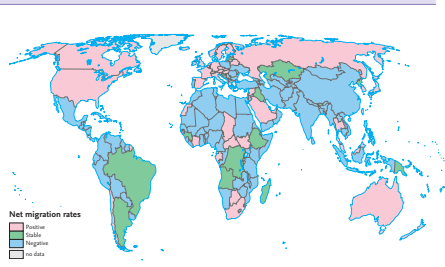 Net migration rates
Positive
Stable
Negative
no data